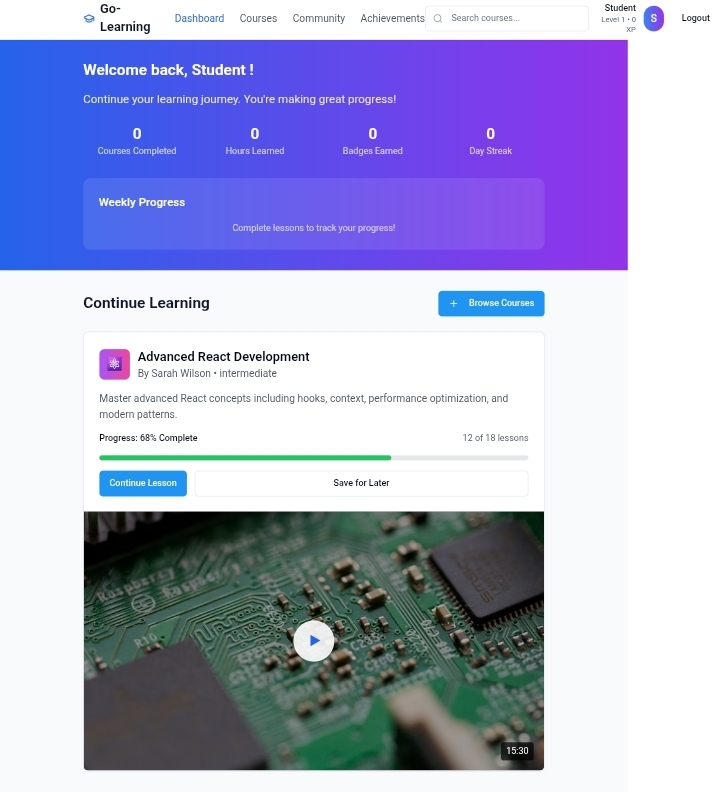 Go-
Learning
Dashboard
Courses
Community
Achievements
Search courses...
Student
Level 1 • 0
XP
S
Logout
Welcome back, Student !
Continue your learning journey. You're making great progress!
0
Courses Completed
0
Hours Learned
0
Badges Earned
0
Day Streak
Weekly Progress
Complete lessons to track your progress!
Continue Learning
Browse Courses
Advanced React Development
By Sarah Wilson • intermediate
Master advanced React concepts including hooks, context, performance optimization, and
modern patterns.
Progress: 68% Complete
12 of 18 lessons
Continue Lesson
Save for Later
Raspberry
R10
15:30